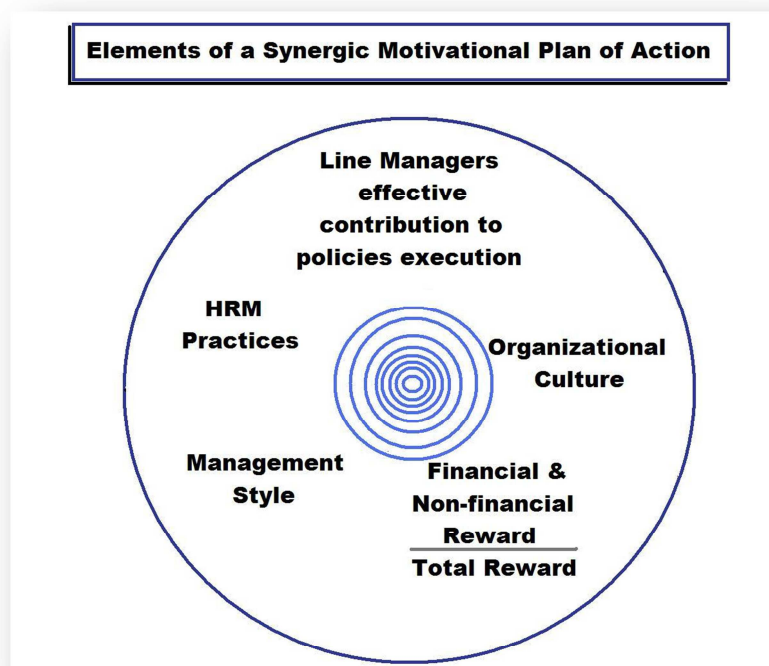 Elements of a Synergic Motivational Plan of Action
Line Managers
effective
contribution to
policies execution
HRM
Practices
Organizational
Culture
Management
Style
Financial &
Non-financial
Reward
Total Reward